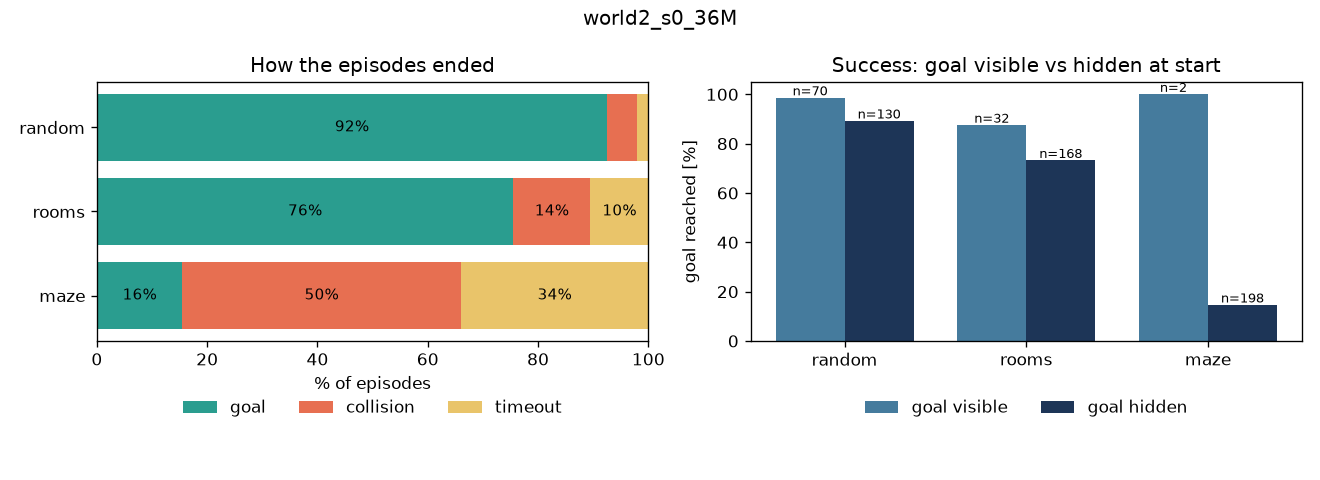 world2_s0_36M
How the episodes ended
random
92%
rooms
76% 14% 10%
maze
16% 50% 34%
0 20 40 60 80 100
% of episodes
goal collision timeout
Success: goal visible vs hidden at start
goal reached [%]
100
80
60
40
20
0
n=70 n=130 n=32 n=168 n=2 n=198
random rooms maze
goal visible goal hidden